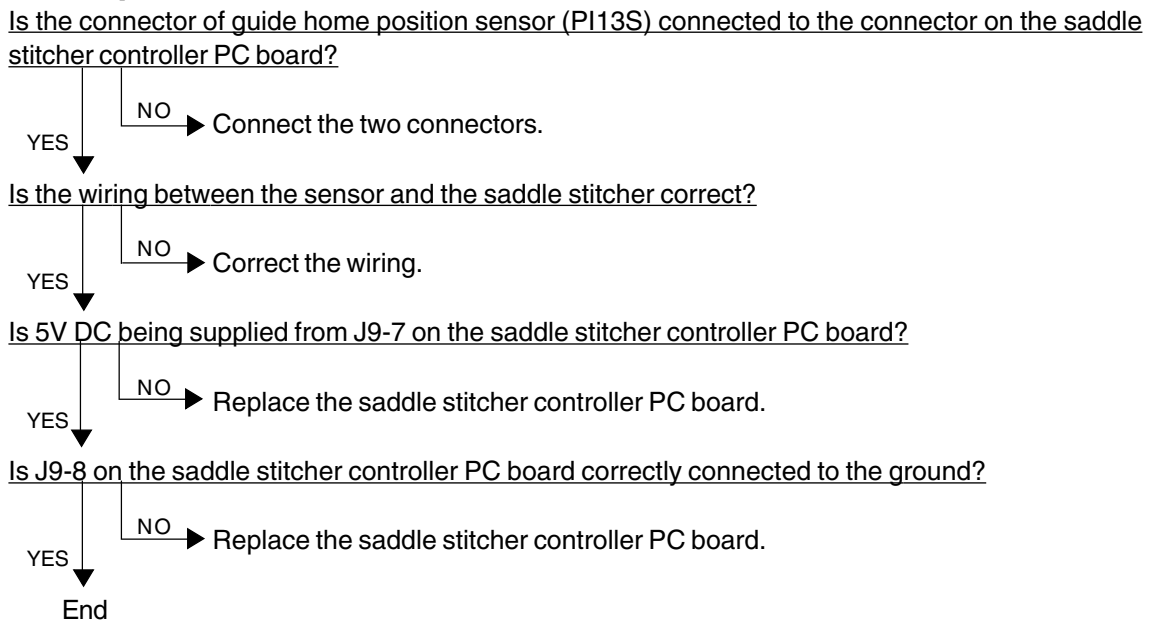 Is the connector of guide home position sensor (PI13S) connected to the connector on the saddle
stitcher controller PC board?
NO
Connect the two connectors.
YES
Is the wiring between the sensor and the saddle stitcher correct?
NO
Correct the wiring.
YES
Is 5V DC being supplied from J9-7 on the saddle stitcher controller PC board?
NO
Replace the saddle stitcher controller PC board.
YES
Is J9-8 on the saddle stitcher controller PC board correctly connected to the ground?
NO
Replace the saddle stitcher controller PC board.
YES
End